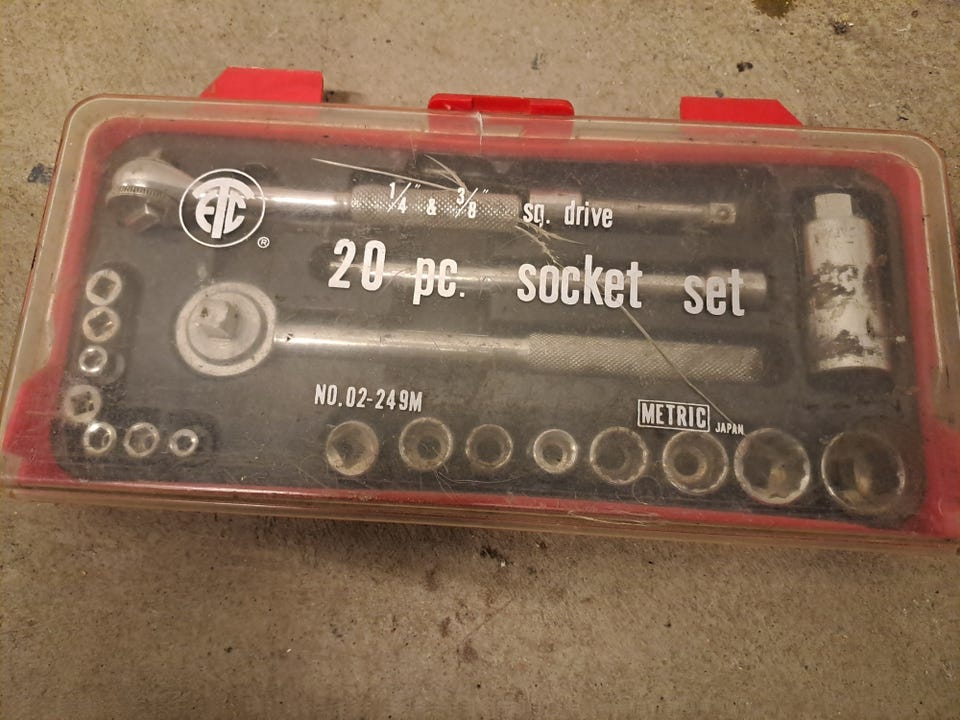 ETC
®
1/4" & 3/8" sq. drive
20 pc. socket set
NO. 02-249M
METRIC JAPAN